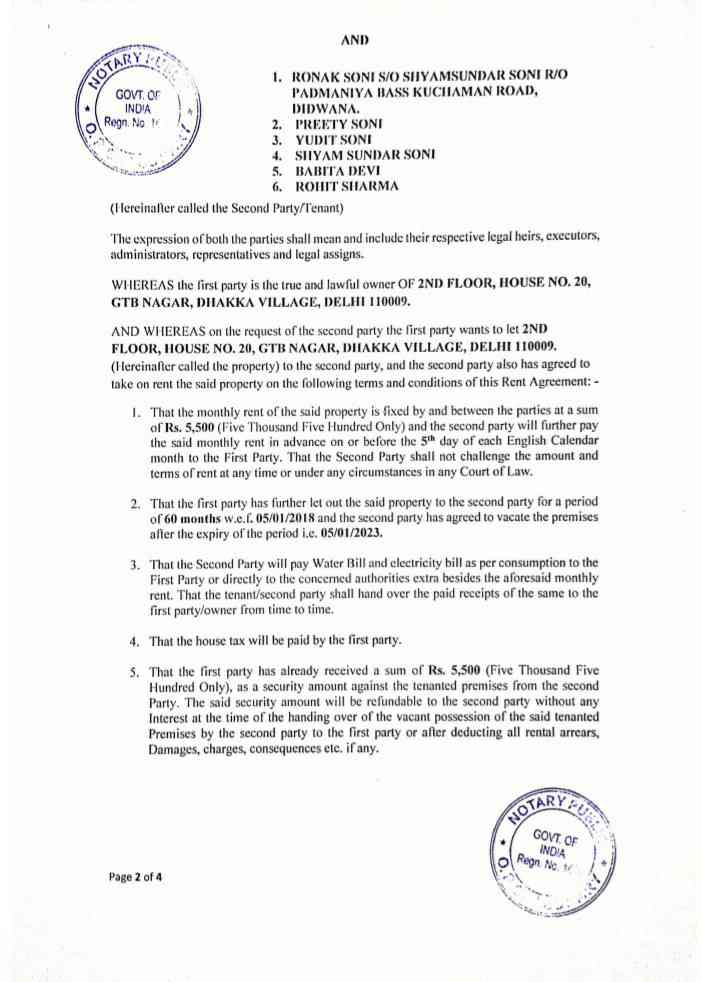 AND
NOTARY PUBLIC
GOVT. OF
INDIA
Regn. No.
1. RONAK SONI S/O SHYAMSUNDAR SONI R/O
PADMANIYA BASS KUCHAMAN ROAD,
DIDWANA.
2. PREETY SONI
3. YUDIT SONI
4. SHYAM SUNDAR SONI
5. BABITA DEVI
6. ROHIT SHARMA
(Hereinafter called the Second Party/Tenant)
The expression of both the parties shall mean and include their respective legal heirs, executors,
administrators, representatives and legal assigns.
WHEREAS the first party is the true and lawful owner OF 2ND FLOOR, HOUSE NO. 20,
GTB NAGAR, DHAKKA VILLAGE, DELHI 110009.
AND WHEREAS on the request of the second party the first party wants to let 2ND
FLOOR, HOUSE NO. 20, GTB NAGAR, DHAKKA VILLAGE, DELHI 110009.
(Hereinafter called the property) to the second party, and the second party also has agreed to
take on rent the said property on the following terms and conditions of this Rent Agreement: -
1. That the monthly rent of the said property is fixed by and between the parties at a sum
of Rs. 5,500 (Five Thousand Five Hundred Only) and the second party will further pay
the said monthly rent in advance on or before the 5th day of each English Calendar
month to the First Party. That the Second Party shall not challenge the amount and
terms of rent at any time or under any circumstances in any Court of Law.
2. That the first party has further let out the said property to the second party for a period
of 60 months w.e.f. 05/01/2018 and the second party has agreed to vacate the premises
after the expiry of the period i.e. 05/01/2023.
3. That the Second Party will pay Water Bill and electricity bill as per consumption to the
First Party or directly to the concerned authorities extra besides the aforesaid monthly
rent. That the tenant/second party shall hand over the paid receipts of the same to the
first party/owner from time to time.
4. That the house tax will be paid by the first party.
5. That the first party has already received a sum of Rs. 5,500 (Five Thousand Five
Hundred Only), as a security amount against the tenanted premises from the second
Party. The said security amount will be refundable to the second party without any
Interest at the time of the handing over of the vacant possession of the said tenanted
Premises by the second party to the first party or after deducting all rental arrears,
Damages, charges, consequences etc. if any.
NOTARY PUBLIC
GOVT. OF
INDIA
Regn. No.
Page 2 of 4